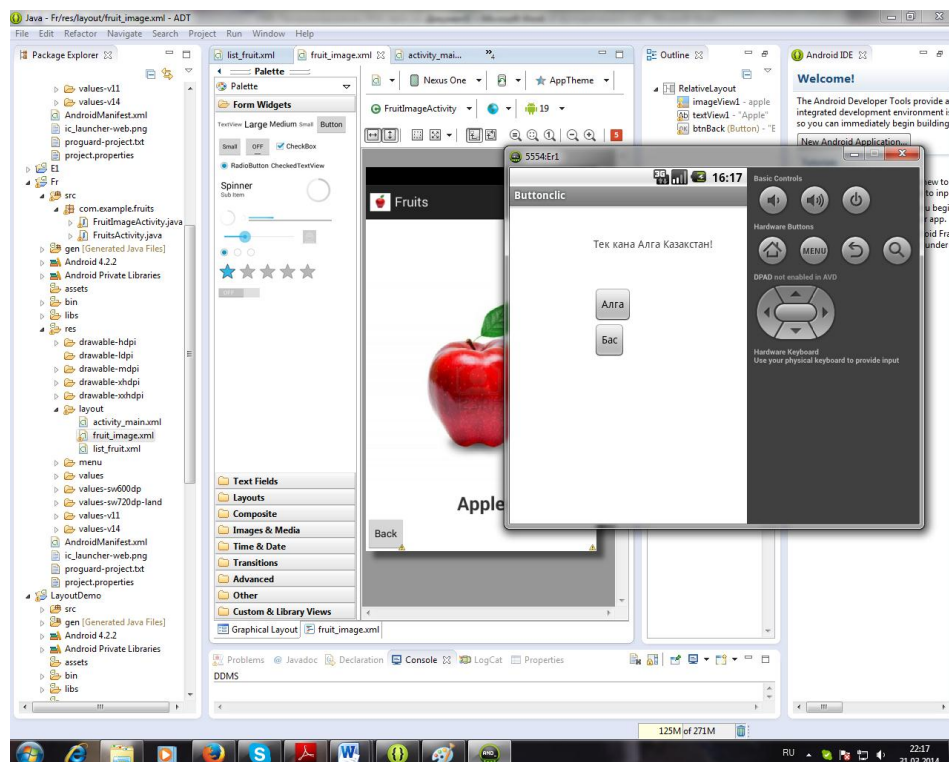 Java - Fr/res/layout/fruit_image.xml - ADT
File Edit Refactor Navigate Search Project Run Window Help
Package Explorer
values-v11
values-v14
AndroidManifest.xml
ic_launcher-web.png
proguard-project.txt
project.properties
E1
Fr
src
com.example.fruits
FruitImageActivity.java
FruitsActivity.java
gen [Generated Java Files]
Android 4.2.2
Android Private Libraries
assets
bin
libs
res
drawable-hdpi
drawable-ldpi
drawable-mdpi
drawable-xhdpi
drawable-xxhdpi
layout
activity_main.xml
fruit_image.xml
list_fruit.xml
menu
values
values-sw600dp
values-sw720dp-land
values-v11
values-v14
AndroidManifest.xml
ic_launcher-web.png
proguard-project.txt
project.properties
LayoutDemo
src
gen [Generated Java Files]
Android 4.2.2
Android Private Libraries
assets
bin
libs
list_fruit.xml fruit_image.xml activity_mai... 4
Palette
Palette
Form Widgets
TextView Large Medium Small Button
Small OFF CheckBox
RadioButton CheckedTextView
Spinner
Sub Item
OFF
Text Fields
Layouts
Composite
Images & Media
Time & Date
Transitions
Advanced
Other
Custom & Library Views
Graphical Layout fruit_image.xml
Nexus One AppTheme
FruitImageActivity 19
5
Fruits
Apple
Back
Outline
RelativeLayout
imageView1 - apple
Ab textView1 - "Apple"
btnBack (Button) - "B
Android IDE
Welcome!
The Android Developer Tools provide a
integrated development environment is
so you can immediately begin building
New Android Application...
5554:Er1
3G 16:17
Buttonclic
Тек кана Алга Казакстан!
Алга
Бас
Basic Controls
Hardware Buttons
MENU
DPAD not enabled in AVD
Hardware Keyboard
Use your physical keyboard to provide input
Problems Javadoc Declaration Console LogCat Properties
DDMS
125M of 271M
RU 22:17
31.03.2014